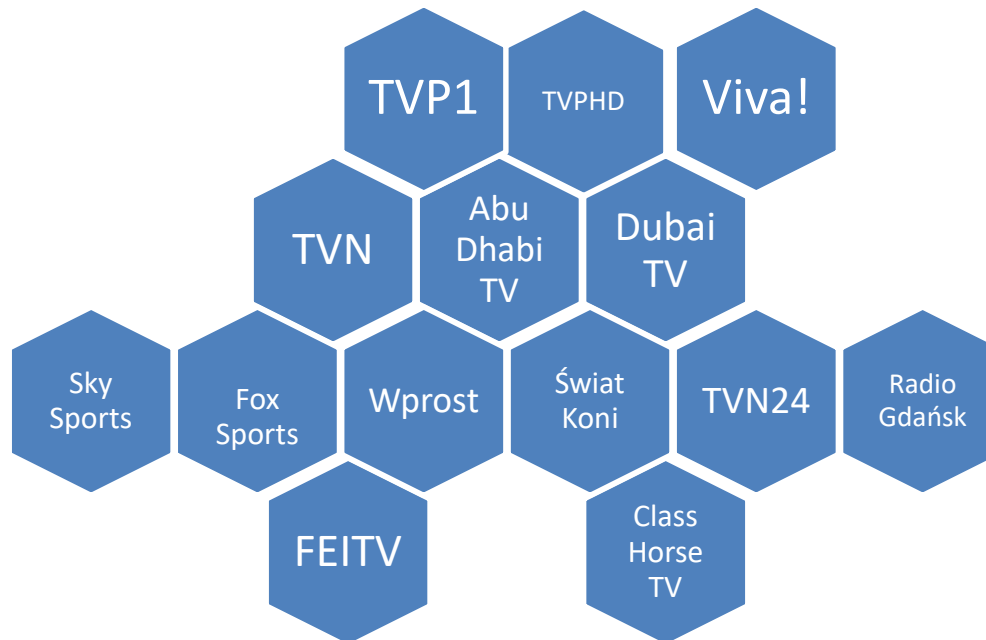 TVP1
TVPHD
Viva!
TVN
Abu
Dhabi
TV
Dubai
TV
Sky
Sports
Fox
Sports
Wprost
Świat
Koni
TVN24
Radio
Gdańsk
FEITV
Class
Horse
TV